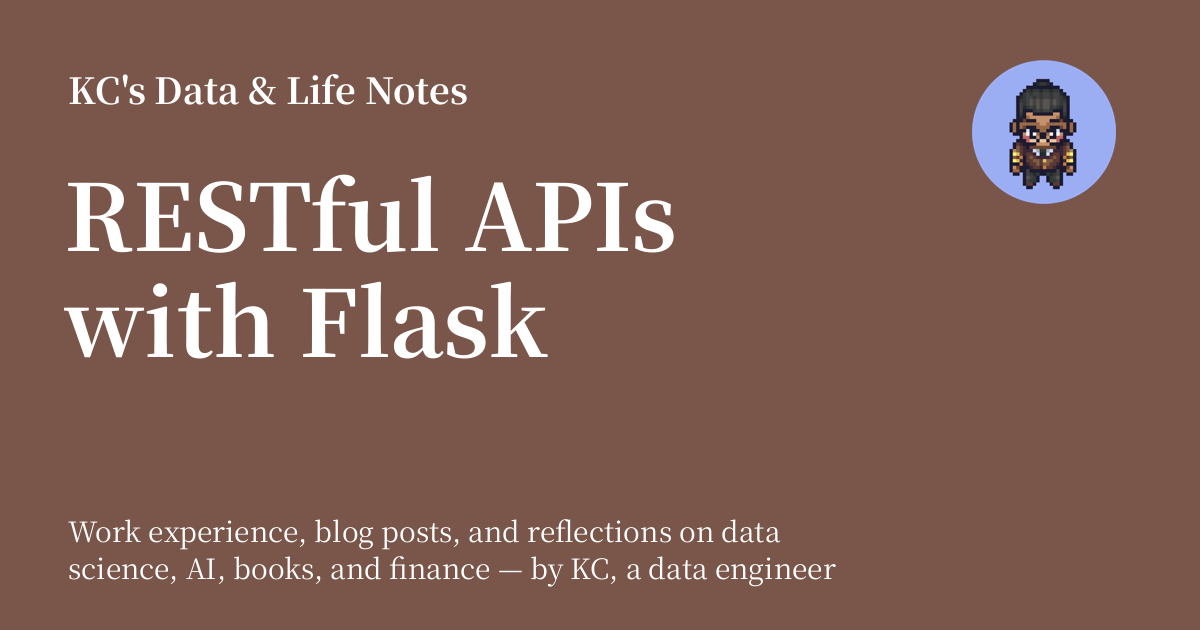 KC's Data & Life Notes
RESTful APIs
with Flask
Work experience, blog posts, and reflections on data
science, AI, books, and finance — by KC, a data engineer